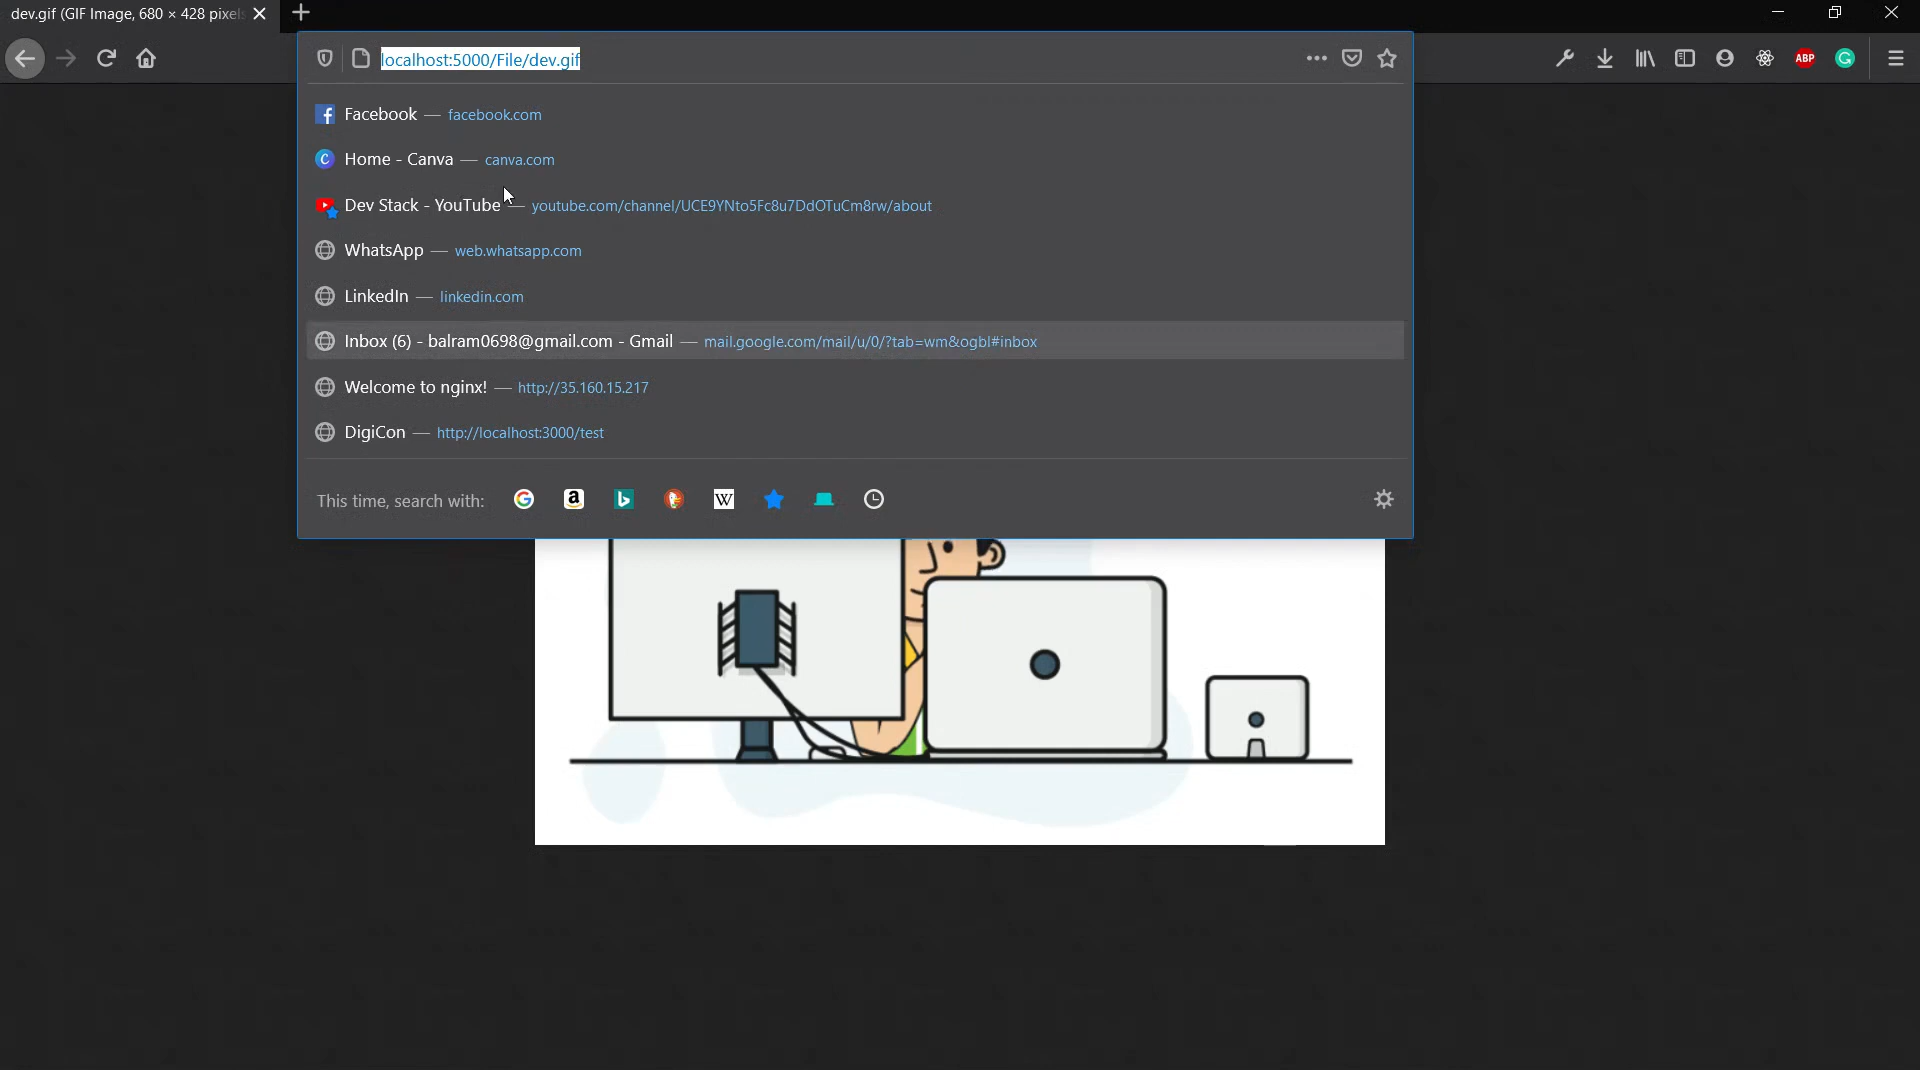 dev.gif (GIF Image, 680 × 428 pixels
localhost:5000/File/dev.gif
ABP
Facebook — facebook.com
Home - Canva — canva.com
Dev Stack - YouTube — youtube.com/channel/UCE9YNto5Fc8u7DdOTuCm8rw/about
WhatsApp — web.whatsapp.com
LinkedIn — linkedin.com
Inbox (6) - balram0698@gmail.com - Gmail — mail.google.com/mail/u/0/?tab=wm&ogbl#inbox
Welcome to nginx! — http://35.160.15.217
DigiCon — http://localhost:3000/test
This time, search with: